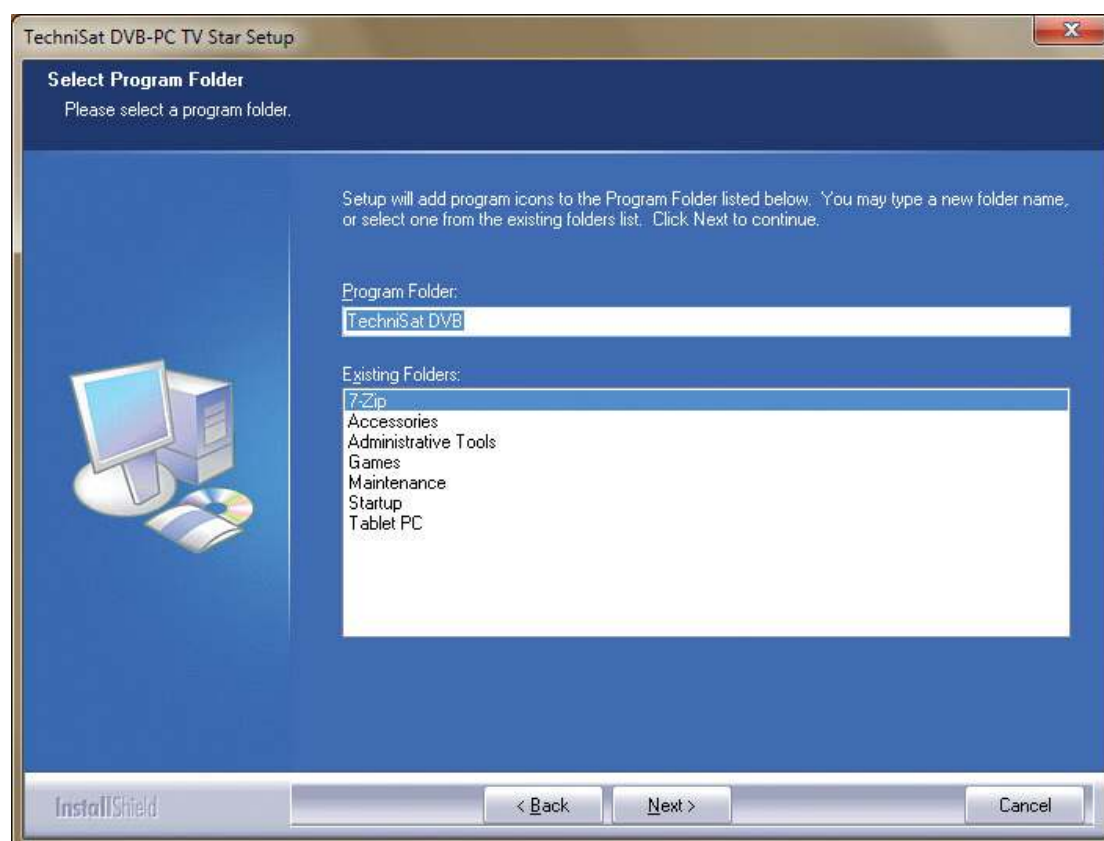 TechniSat DVB-PC TV Star Setup
Select Program Folder
Please select a program folder.
Setup will add program icons to the Program Folder listed below. You may type a new folder name,
or select one from the existing folders list. Click Next to continue.
Program Folder:
TechniSat DVB
Existing Folders:
7-Zip
Accessories
Administrative Tools
Games
Maintenance
Startup
Tablet PC
InstallShield
< Back
Next >
Cancel